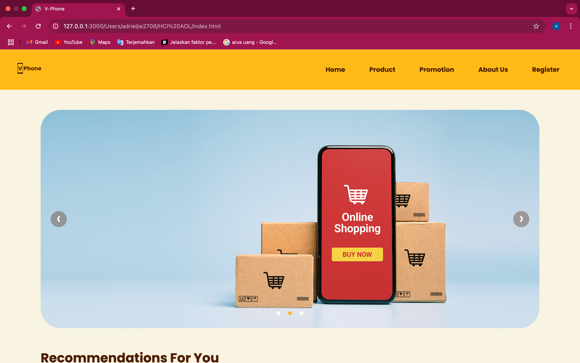 V-Phone
127.0.0.1:3000/Users/adrieljie2708/HCI%20AOL/index.html
Gmail
YouTube
Maps
Terjemahkan
Jelaskan faktor pe...
arus uang - Googl...
V Phone
Home
Product
Promotion
About Us
Register
Online
Shopping
BUY NOW
Recommendations For You